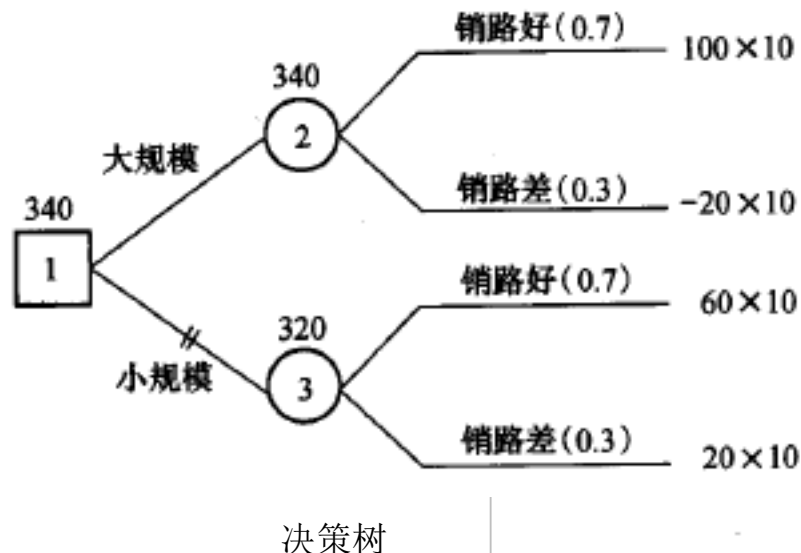 销路好(0.7) 100×10
340
2
大规模
销路差(0.3) -20×10
340
1
销路好(0.7) 60×10
320
小规模
3
销路差(0.3) 20×10
决策树